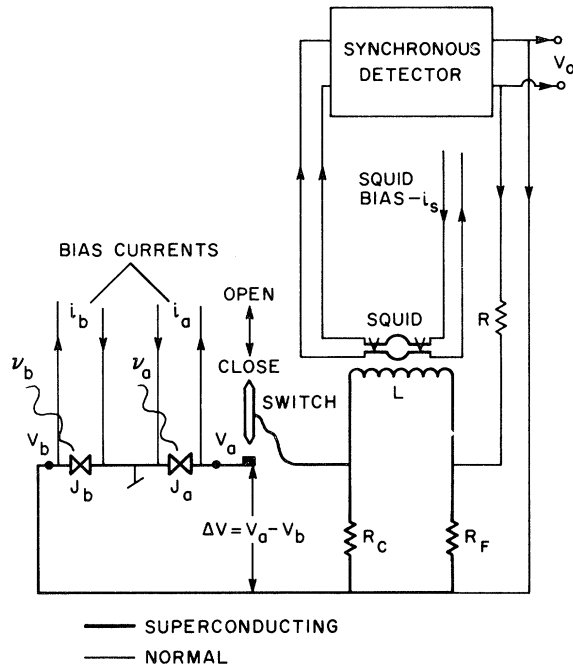 SYNCHRONOUS
DETECTOR
Vo
SQUID
BIAS-is
BIAS CURRENTS
ib
ia
OPEN
CLOSE
SWITCH
SQUID
R
L
νb
νa
Vb
Va
Jb
Ja
ΔV=Va-Vb
RC
RF
SUPERCONDUCTING
NORMAL